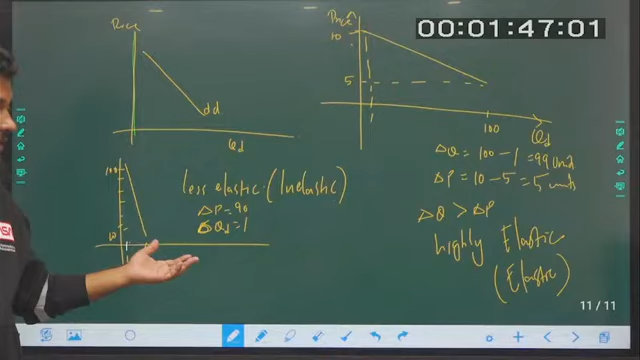 Price
dd
Qd
100
10
less elastic (Inelastic)
ΔP = 90
ΔQd = 1
00:01:47:01
Price
10
5
1
100
Qd
ΔQ = 100 - 1 = 99 units
ΔP = 10 - 5 = 5 units
ΔQ > ΔP
highly Elastic
(Elastic)
11/11